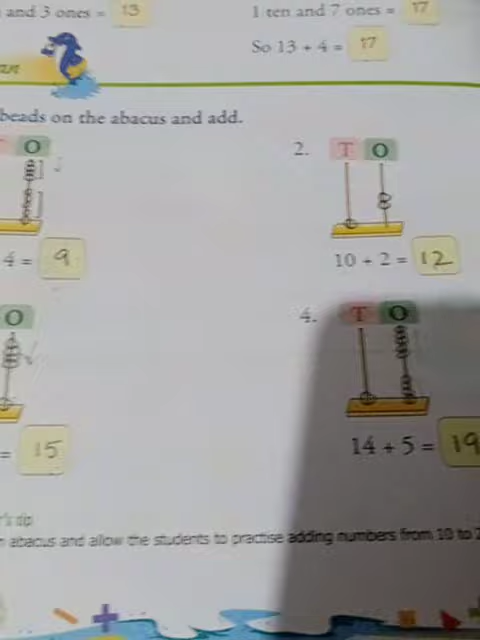 and 3 ones = 13
1 ten and 7 ones = 17
So 13 + 4 = 17
beads on the abacus and add.
O
2. T O
4 = 9
10 + 2 = 12
O
4. T O
= 15
14 + 5 = 19
abacus and allow the students to practise adding numbers from 10 to